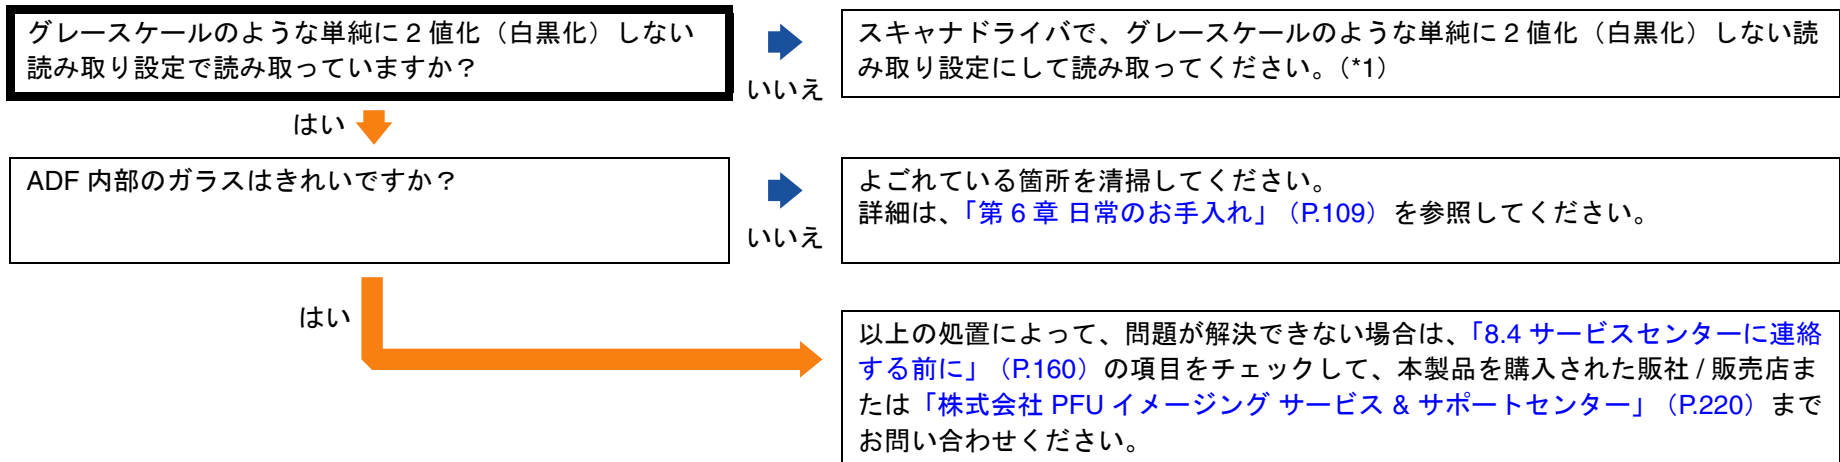 グレースケールのような単純に 2 値化（白黒化）しない
読み取り設定で読み取っていますか？
いいえ
スキャナドライバで、グレースケールのような単純に 2 値化（白黒化）しない読
み取り設定にして読み取ってください。（*1）
はい
ADF 内部のガラスはきれいですか？
いいえ
よごれている箇所を清掃してください。
詳細は、「第 6 章 日常のお手入れ」（P.109）を参照してください。
はい
以上の処置によって、問題が解決できない場合は、「8.4 サービスセンターに連絡
する前に」（P.160）の項目をチェックして、本製品を購入された販社 / 販売店ま
たは「株式会社 PFU イメージング サービス & サポートセンター」（P.220）まで
お問い合わせください。